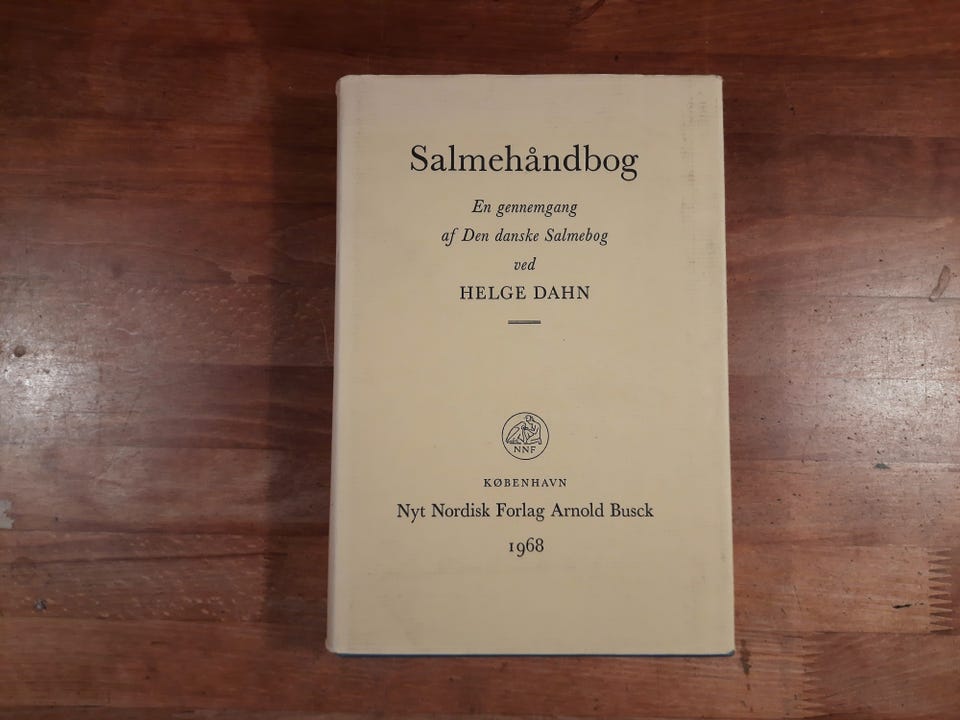 Salmehåndbog
En gennemgang
af Den danske Salmebog
ved
HELGE DAHN
NNF
KØBENHAVN
Nyt Nordisk Forlag Arnold Busck
1968